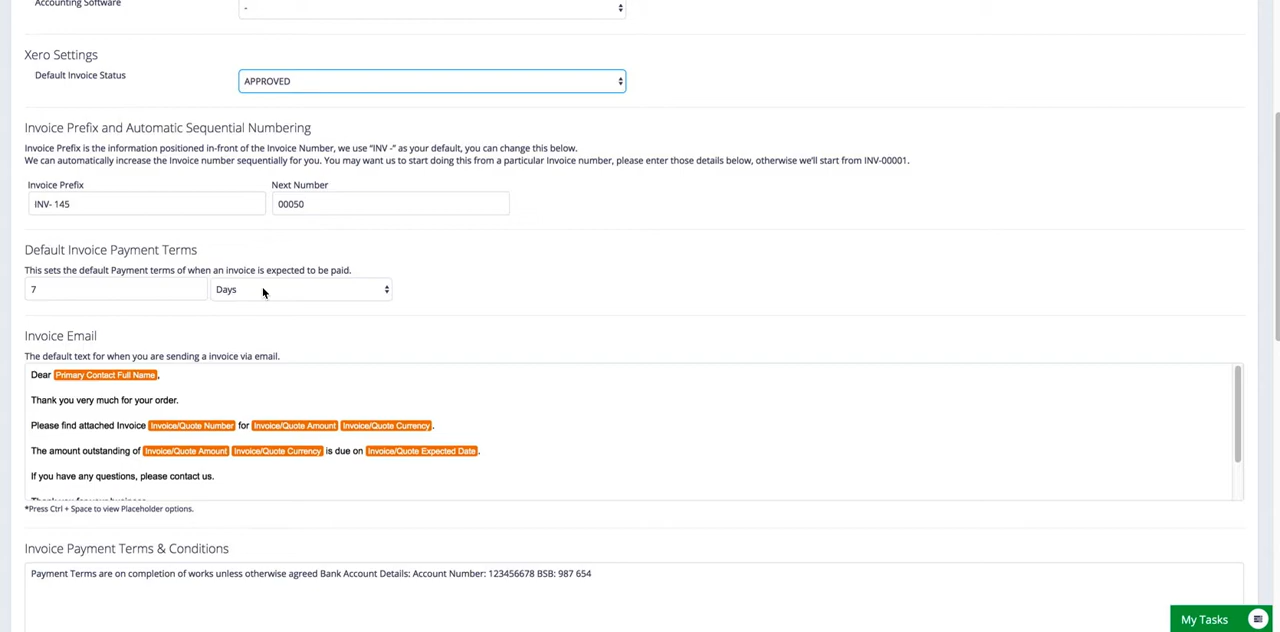 Accounting Software
-
Xero Settings
Default Invoice Status
APPROVED
Invoice Prefix and Automatic Sequential Numbering
Invoice Prefix is the information positioned in-front of the Invoice Number, we use "INV -" as your default, you can change this below.
We can automatically increase the Invoice number sequentially for you. You may want us to start doing this from a particular Invoice number, please enter those details below, otherwise we'll start from INV-00001.
Invoice Prefix Next Number
INV- 145 00050
Default Invoice Payment Terms
This sets the default Payment terms of when an invoice is expected to be paid.
7 Days
Invoice Email
The default text for when you are sending a invoice via email.
Dear Primary Contact Full Name,
Thank you very much for your order.
Please find attached Invoice Invoice/Quote Number for Invoice/Quote Amount Invoice/Quote Currency.
The amount outstanding of Invoice/Quote Amount Invoice/Quote Currency is due on Invoice/Quote Expected Date.
If you have any questions, please contact us.
Thank you for your business
*Press Ctrl + Space to view Placeholder options.
Invoice Payment Terms & Conditions
Payment Terms are on completion of works unless otherwise agreed Bank Account Details: Account Number: 123456678 BSB: 987 654
My Tasks